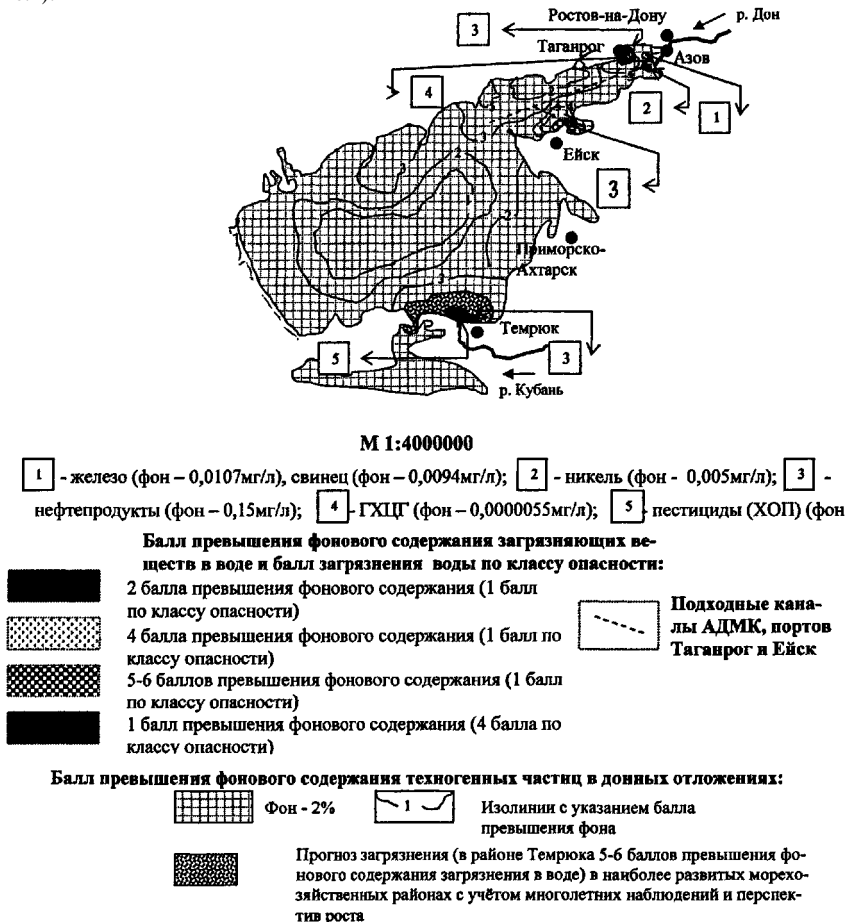 3
Ростов-на-Дону
р. Дон
Таганрог
Азов
4
2
1
3
2
3
Ейск
3
2
Приморско-
Ахтарск
3
Темрюк
5
3
р. Кубань
М 1:4000000
1 - железо (фон – 0,0107мг/л), свинец (фон – 0,0094мг/л); 2 - никель (фон - 0,005мг/л); 3 -
нефтепродукты (фон – 0,15мг/л); 4 - ГХЦГ (фон – 0,0000055мг/л); 5 - пестициды (ХОП) (фон
Балл превышения фонового содержания загрязняющих ве-
ществ в воде и балл загрязнения воды по классу опасности:
2 балла превышения фонового содержания (1 балл
по классу опасности)
4 балла превышения фонового содержания (1 балл по
классу опасности)
5-6 баллов превышения фонового содержания (1 балл
по классу опасности)
1 балл превышения фонового содержания (4 балла по
классу опасности)
Подходные кана-
лы АДМК, портов
Таганрог и Ейск
Балл превышения фонового содержания техногенных частиц в донных отложениях:
Фон - 2%
1
Изолинии с указанием балла
превышения фона
Прогноз загрязнения (в районе Темрюка 5-6 баллов превышения фо-
нового содержания загрязнения в воде) в наиболее развитых морехо-
зяйственных районах с учётом многолетних наблюдений и перспек-
тив роста